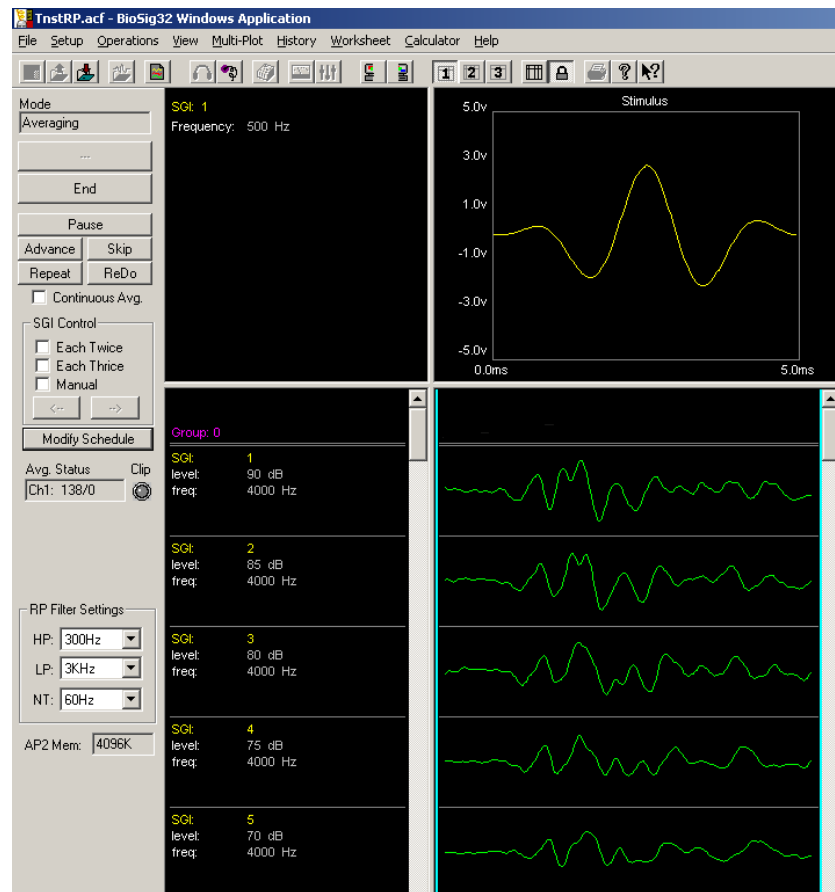 TnstRP.acf - BioSig32 Windows Application
File Setup Operations View Multi-Plot History Worksheet Calculator Help
1 2 3
Mode
Averaging
...
End
Pause
Advance Skip
Repeat ReDo
Continuous Avg.
SGI Control
Each Twice
Each Thrice
Manual
<-- -->
Modify Schedule
Avg. Status Clip
Ch1: 138/0
RP Filter Settings
HP: 300Hz
LP: 3KHz
NT: 60Hz
AP2 Mem: 4096K
SGI: 1
Frequency: 500 Hz
Stimulus
5.0v
3.0v
1.0v
-1.0v
-3.0v
-5.0v
0.0ms 5.0ms
Group: 0
SGI: 1
level: 90 dB
freq: 4000 Hz
SGI: 2
level: 85 dB
freq: 4000 Hz
SGI: 3
level: 80 dB
freq: 4000 Hz
SGI: 4
level: 75 dB
freq: 4000 Hz
SGI: 5
level: 70 dB
freq: 4000 Hz